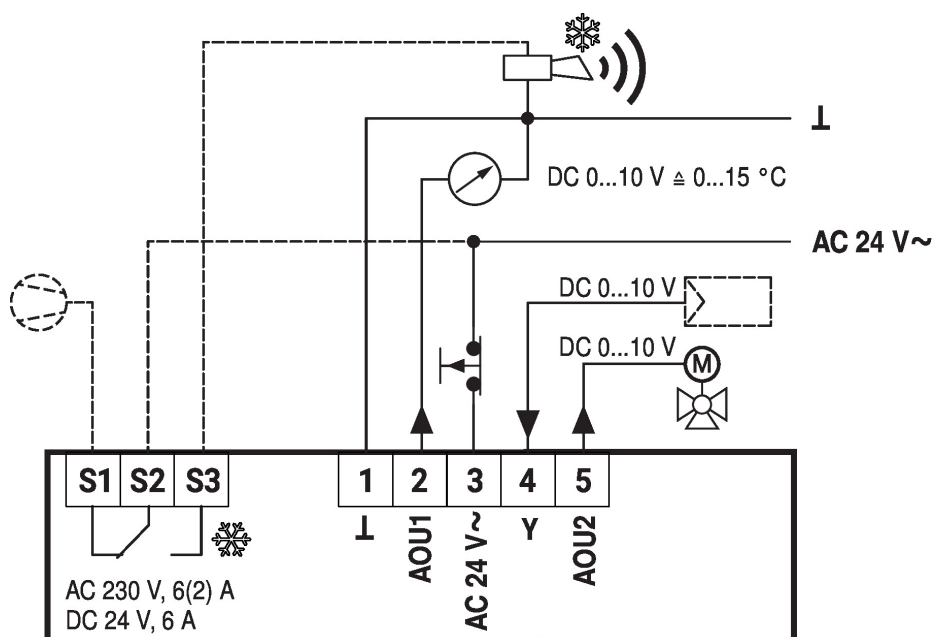 ⊥
DC 0...10 V ≙ 0...15 °C
AC 24 V~
DC 0...10 V
DC 0...10 V
M
S1 S2 S3 1 2 3 4 5
⊥ AOU1 AC 24 V~ Y AOU2
AC 230 V, 6(2) A
DC 24 V, 6 A